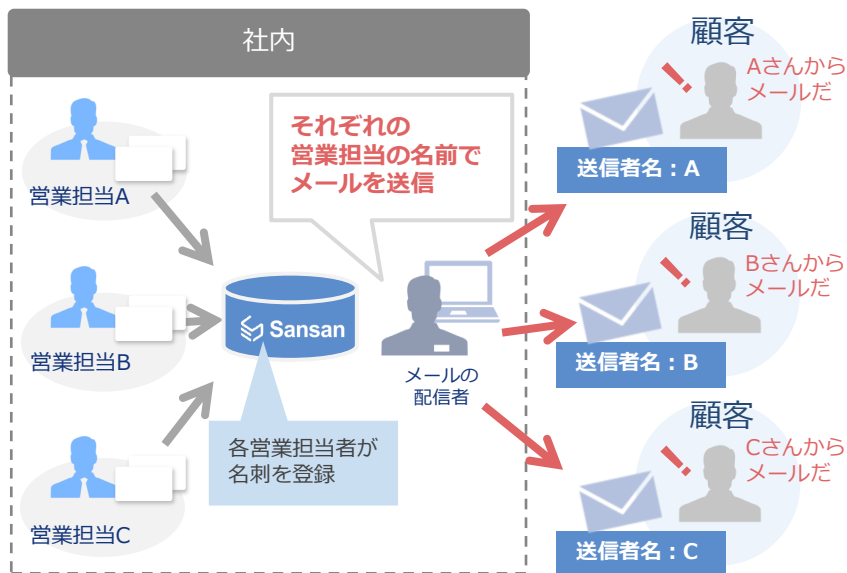 社内
営業担当A
営業担当B
営業担当C
それぞれの
営業担当の名前で
メールを送信
Sansan
各営業担当者が
名刺を登録
メールの
配信者
顧客
Aさんから
メールだ
送信者名：A
顧客
Bさんから
メールだ
送信者名：B
顧客
Cさんから
メールだ
送信者名：C